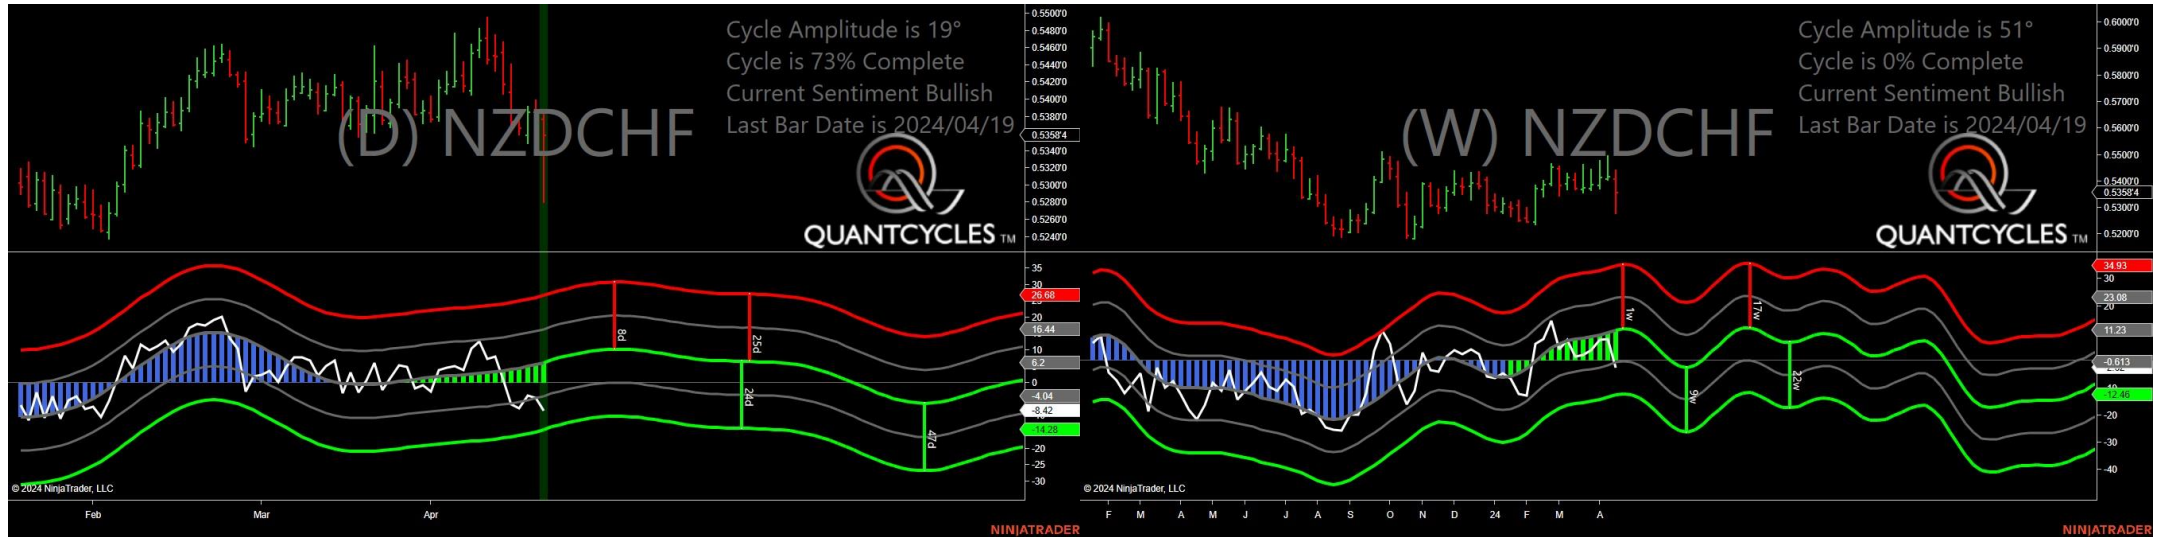 Cycle Amplitude is 19°
Cycle is 73% Complete
Current Sentiment Bullish
Last Bar Date is 2024/04/19
(D) NZDCHF
QUANTCYCLES TM
0.5500'0
0.5480'0
0.5460'0
0.5440'0
0.5420'0
0.5400'0
0.5380'0
0.5358'4
0.5340'0
0.5320'0
0.5300'0
0.5280'0
0.5260'0
0.5240'0
35
30
26.68
20
16.44
10
6.2
0
-4.04
-8.42
-14.28
-20
-25
-30
8d
25d
24d
47d
© 2024 NinjaTrader, LLC
Feb Mar Apr
NINJATRADER
Cycle Amplitude is 51°
Cycle is 0% Complete
Current Sentiment Bullish
Last Bar Date is 2024/04/19
(W) NZDCHF
QUANTCYCLES TM
0.6000'0
0.5900'0
0.5800'0
0.5700'0
0.5600'0
0.5500'0
0.5400'0
0.5358'4
0.5300'0
0.5200'0
34.93
30
23.08
20
11.23
-0.613
-12.46
-20
-30
-40
1w
17w
9w
22w
© 2024 NinjaTrader, LLC
F M A M J J A S O N D 24 F M A
NINJATRADER